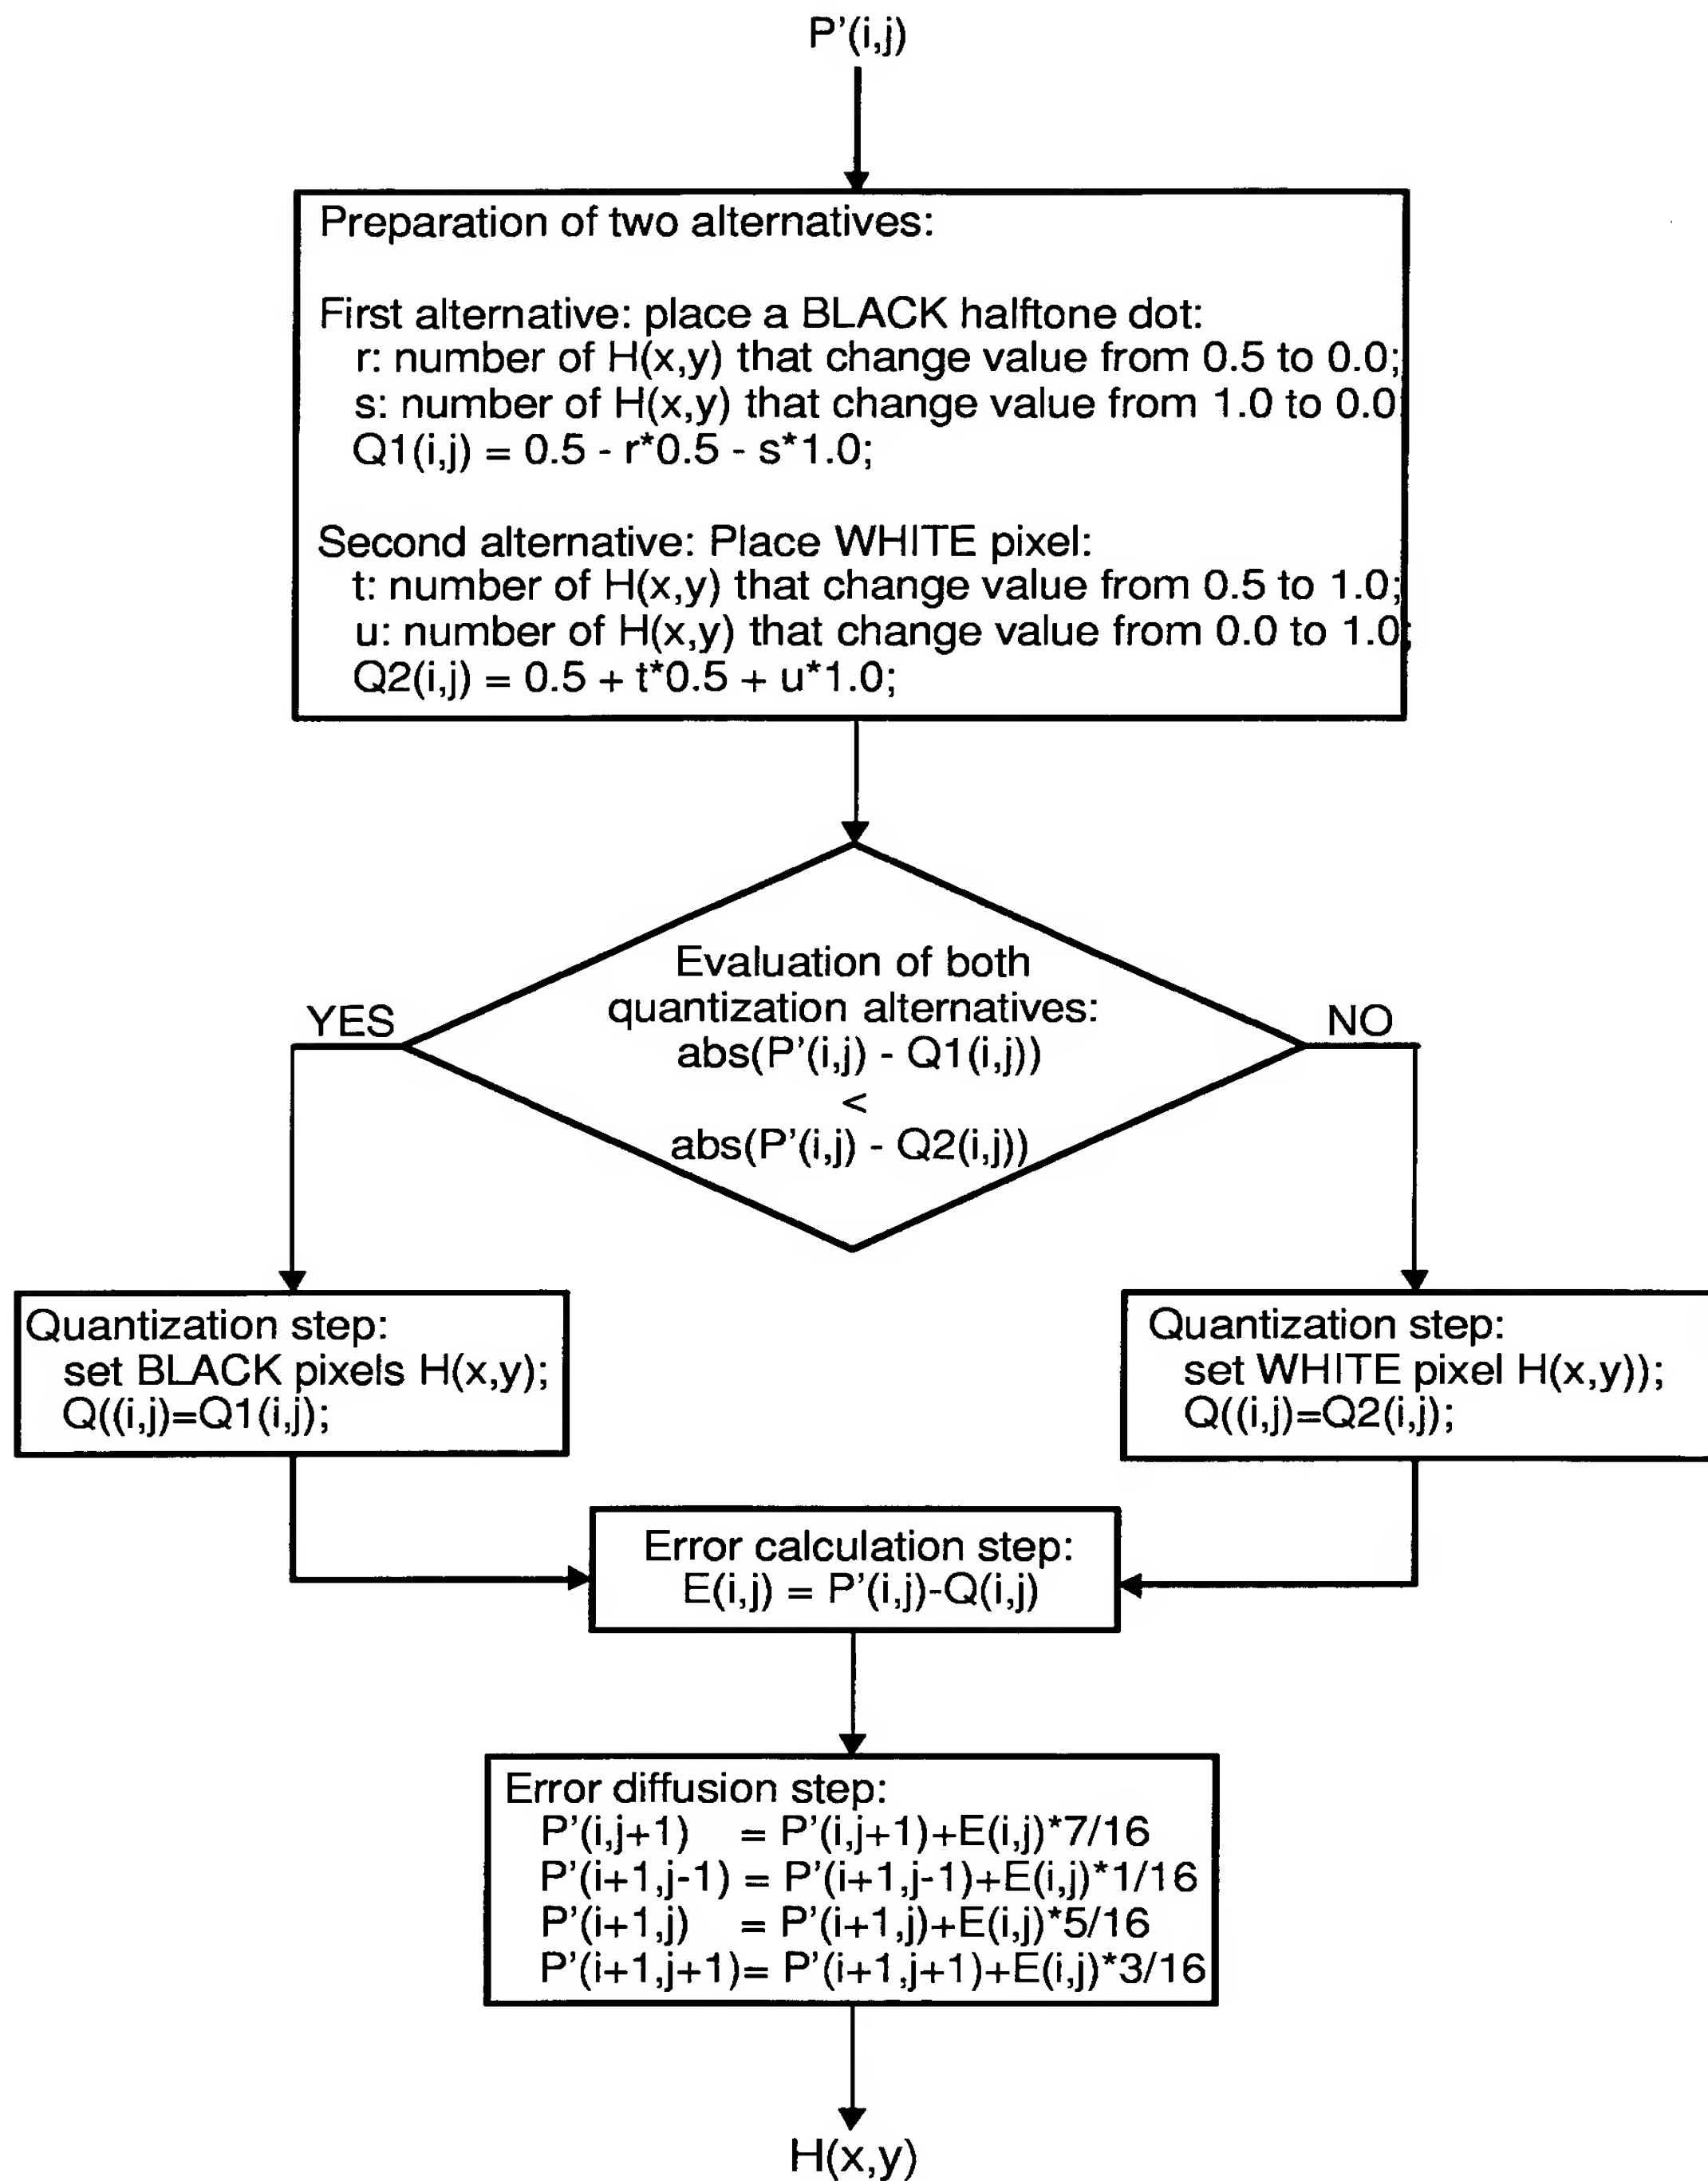 P'(i,j)
Preparation of two alternatives:
First alternative: place a BLACK halftone dot:
r: number of H(x,y) that change value from 0.5 to 0.0;
s: number of H(x,y) that change value from 1.0 to 0.0
Q1(i,j) = 0.5 - r*0.5 - s*1.0;
Second alternative: Place WHITE pixel:
t: number of H(x,y) that change value from 0.5 to 1.0;
u: number of H(x,y) that change value from 0.0 to 1.0;
Q2(i,j) = 0.5 + t*0.5 + u*1.0;
Evaluation of both
quantization alternatives:
abs(P'(i,j) - Q1(i,j))
<
abs(P'(i,j) - Q2(i,j))
YES
NO
Quantization step:
set BLACK pixels H(x,y);
Q((i,j)=Q1(i,j);
Quantization step:
set WHITE pixel H(x,y));
Q((i,j)=Q2(i,j);
Error calculation step:
E(i,j) = P'(i,j)-Q(i,j)
Error diffusion step:
P'(i,j+1) = P'(i,j+1)+E(i,j)*7/16
P'(i+1,j-1) = P'(i+1,j-1)+E(i,j)*1/16
P'(i+1,j) = P'(i+1,j)+E(i,j)*5/16
P'(i+1,j+1)= P'(i+1,j+1)+E(i,j)*3/16
H(x,y)